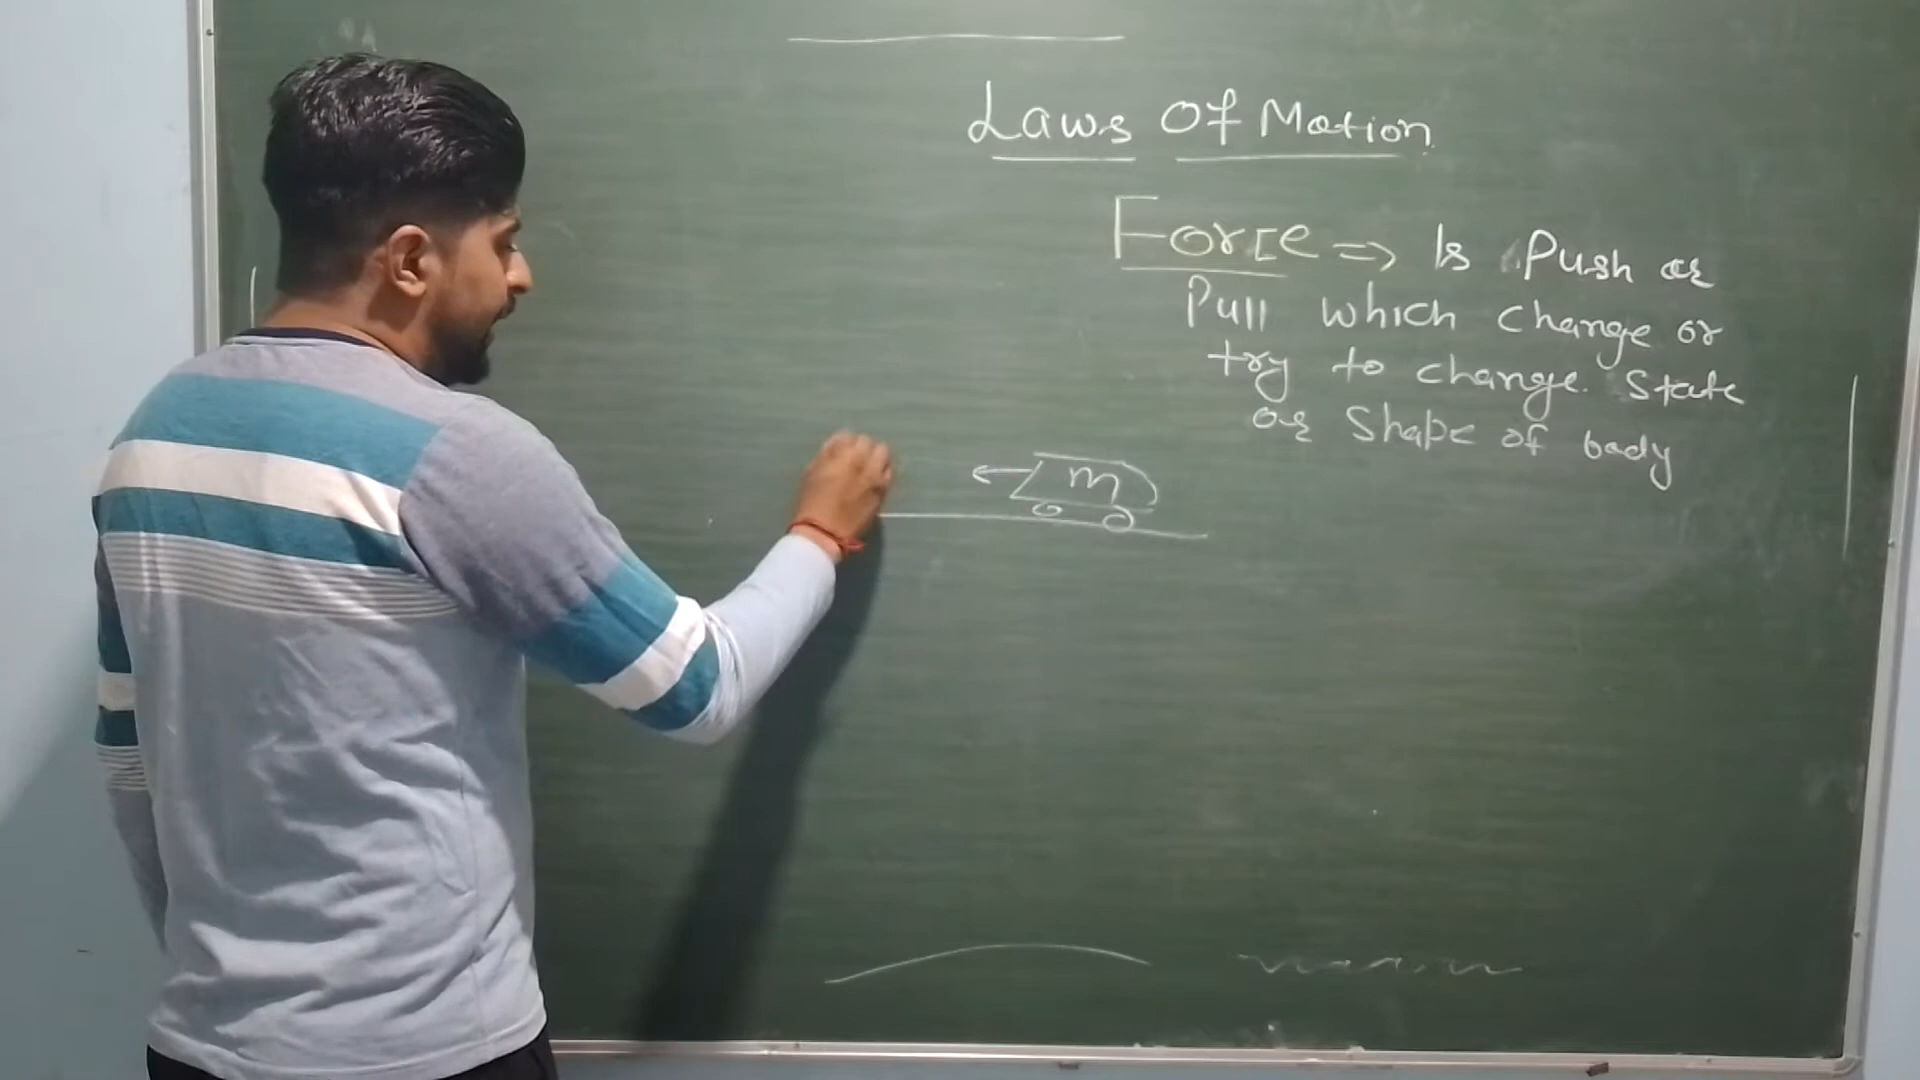 Laws Of Motion
Force => Is Push or
Pull which change or
try to change. State
or Shape of body
m